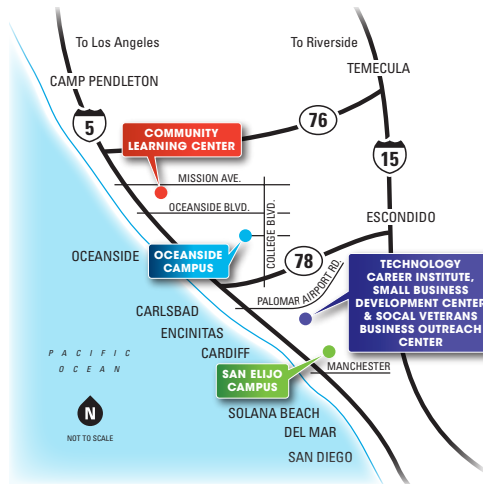 To Los Angeles
To Riverside
TEMECULA
CAMP PENDLETON
5
76
COMMUNITY
LEARNING CENTER
15
MISSION AVE.
OCEANSIDE BLVD.
COLLEGE BLVD.
ESCONDIDO
OCEANSIDE
OCEANSIDE
CAMPUS
78
PALOMAR AIRPORT RD.
TECHNOLOGY
CAREER INSTITUTE,
SMALL BUSINESS
DEVELOPMENT CENTER
& SOCAL VETERANS
BUSINESS OUTREACH
CENTER
CARLSBAD
ENCINITAS
CARDIFF
PACIFIC
OCEAN
SAN ELIJO
CAMPUS
MANCHESTER
N
NOT TO SCALE
SOLANA BEACH
DEL MAR
SAN DIEGO